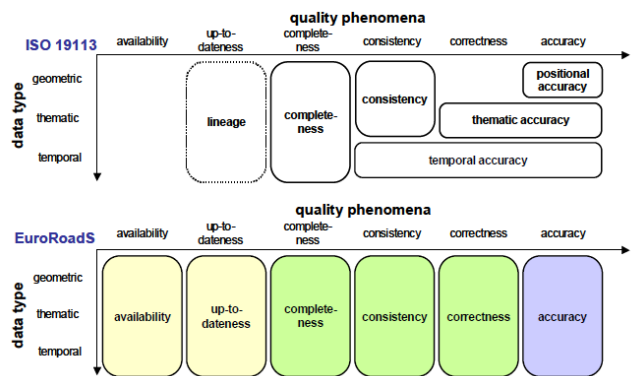 quality phenomena
ISO 19113
availability
up-to-
dateness
complete-
ness
consistency
correctness
accuracy
data type
geometric
thematic
temporal
lineage
complete-
ness
consistency
positional
accuracy
thematic accuracy
temporal accuracy
quality phenomena
EuroRoadS
availability
up-to-
dateness
complete-
ness
consistency
correctness
accuracy
data type
geometric
thematic
temporal
availability
up-to-
dateness
complete-
ness
consistency
correctness
accuracy